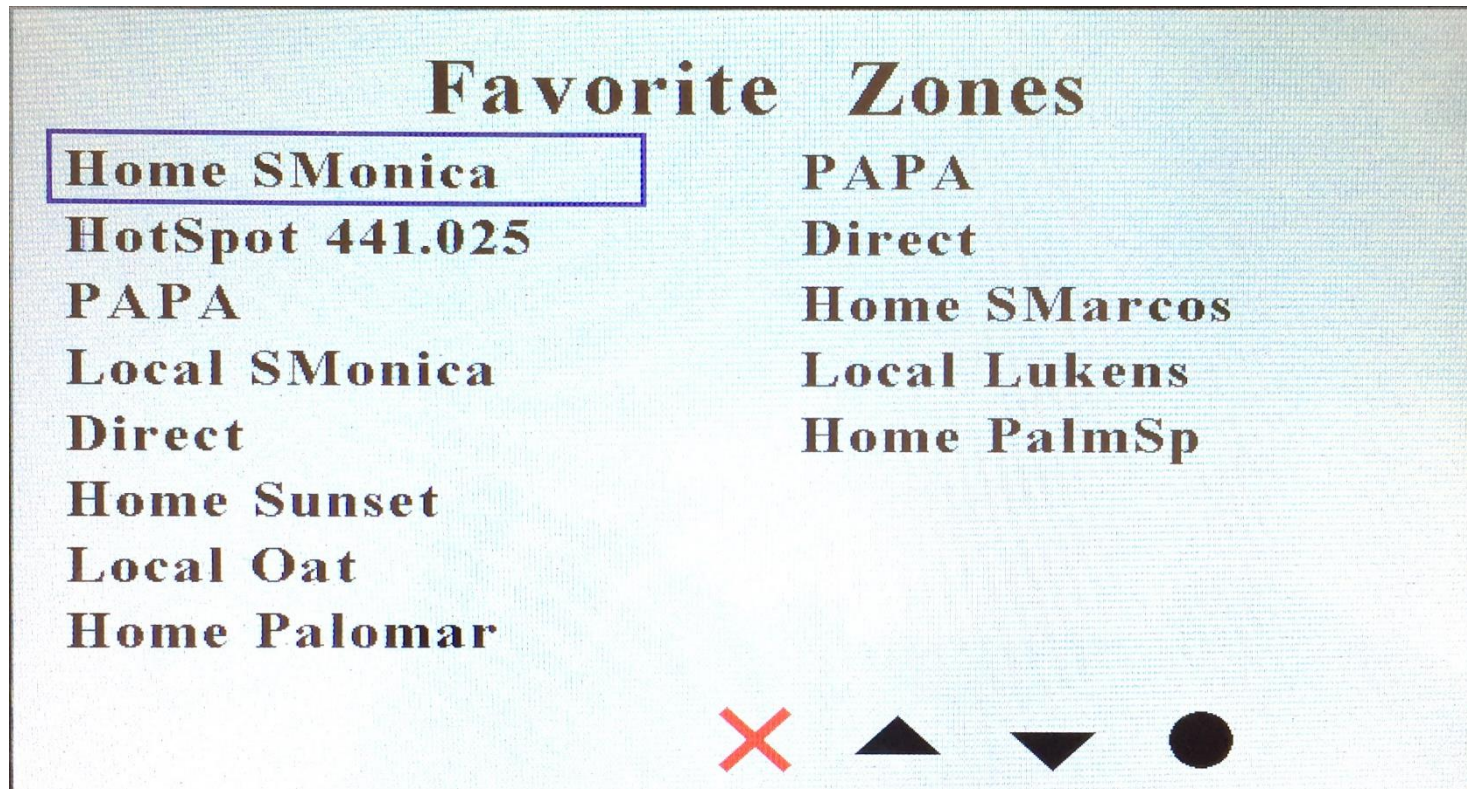 Favorite Zones
Home SMonica
HotSpot 441.025
PAPA
Local SMonica
Direct
Home Sunset
Local Oat
Home Palomar
PAPA
Direct
Home SMarcos
Local Lukens
Home PalmSp